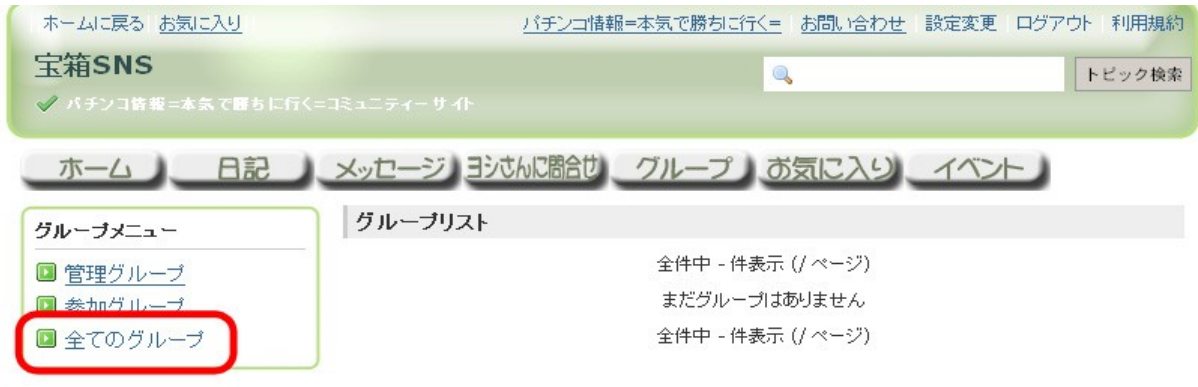 ホームに戻る お気に入り パチンコ情報=本気で勝ちに行く= お問い合わせ 設定変更 ログアウト 利用規約
宝箱SNS
トピック検索
パチンコ情報=本気で勝ちに行く=コミュニティーサイト
ホーム 日記 メッセージ ヨシさんに問合せ グループ お気に入り イベント
グループメニュー
グループリスト
管理グループ
全件中 - 件表示 (/ ページ)
参加グループ
まだグループはありません
全てのグループ
全件中 - 件表示 (/ ページ)